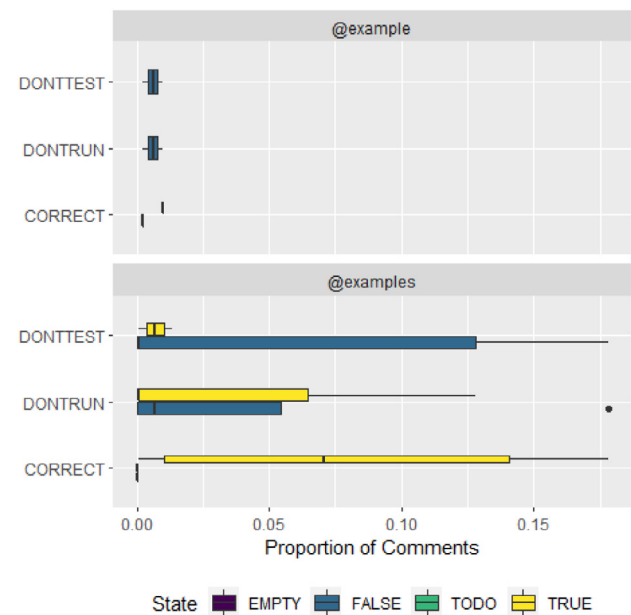 @example
DONTTEST
DONTRUN
CORRECT
@examples
DONTTEST
DONTRUN
CORRECT
0.00 0.05 0.10 0.15
Proportion of Comments
State EMPTY FALSE TODO TRUE